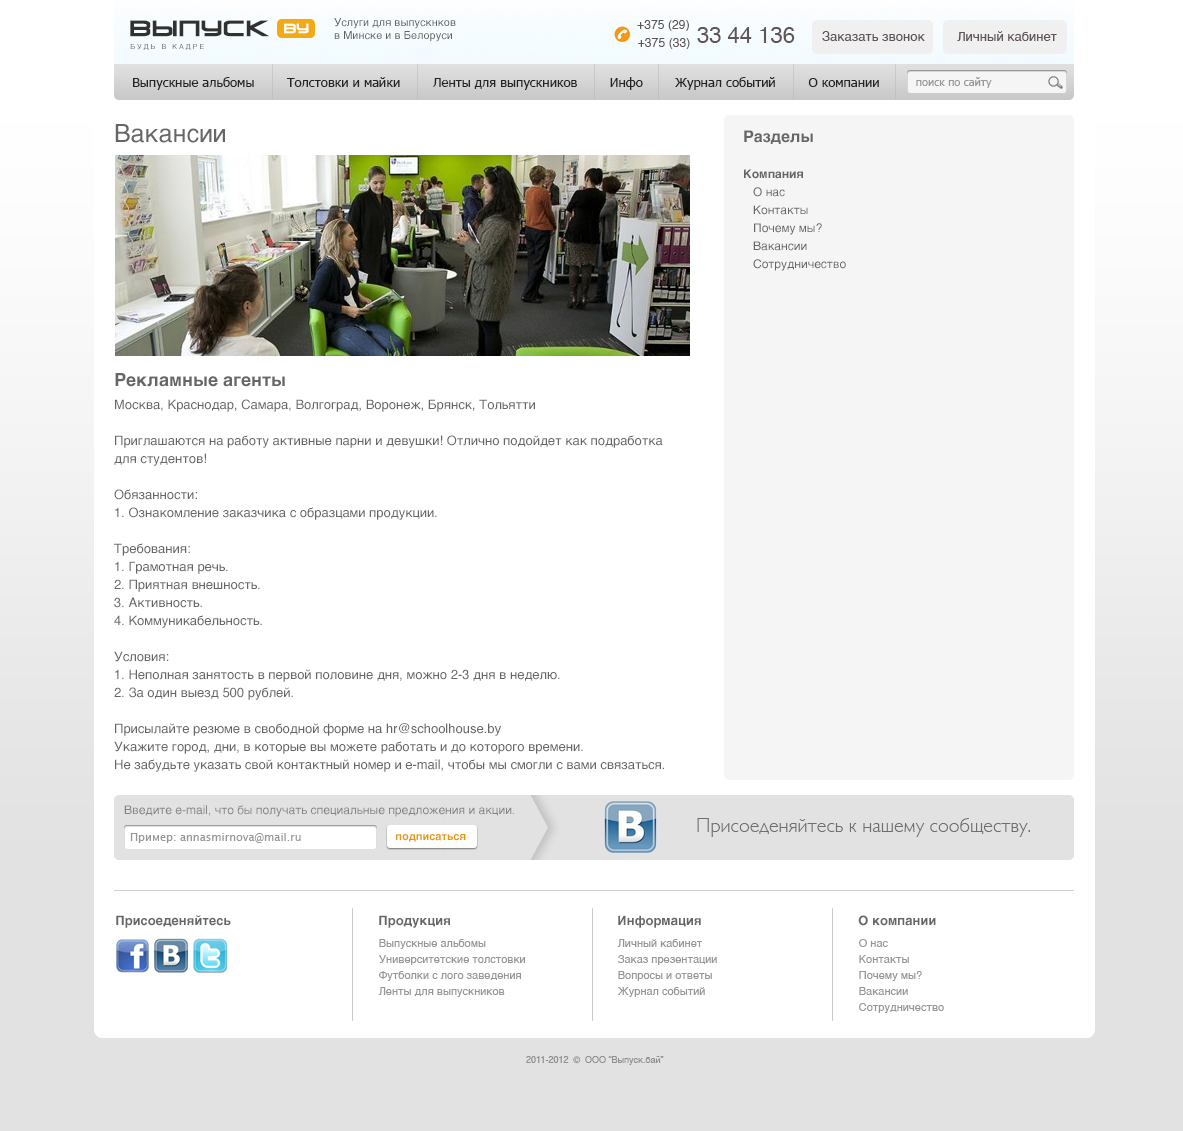 ВЫПУСК BY
БУДЬ В КАДРЕ
Услуги для выпускнков
в Минске и в Белоруси
+375 (29)
+375 (33)
33 44 136
Заказать звонок
Личный кабинет
Выпускные альбомы
Толстовки и майки
Ленты для выпускников
Инфо
Журнал событий
О компании
поиск по сайту
Вакансии
Разделы
Компания
О нас
Контакты
Почему мы?
Вакансии
Сотрудничество
Рекламные агенты
Москва, Краснодар, Самара, Волгоград, Воронеж, Брянск, Тольятти
Приглашаются на работу активные парни и девушки! Отлично подойдет как подработка
для студентов!
Обязанности:
1. Ознакомление заказчика с образцами продукции.
Требования:
1. Грамотная речь.
2. Приятная внешность.
3. Активность.
4. Коммуникабельность.
Условия:
1. Неполная занятость в первой половине дня, можно 2-3 дня в неделю.
2. За один выезд 500 рублей.
Присылайте резюме в свободной форме на hr@schoolhouse.by
Укажите город, дни, в которые вы можете работать и до которого времени.
Не забудьте указать свой контактный номер и e-mail, чтобы мы смогли с вами связаться.
Введите e-mail, что бы получать специальные предложения и акции.
Пример: annasmirnova@mail.ru
подписаться
В
Присоеденяйтесь к нашему сообществу.
Присоеденяйтесь
f
В
t
Продукция
Выпускные альбомы
Университетские толстовки
Футболки с лого заведения
Ленты для выпускников
Информация
Личный кабинет
Заказ презентации
Вопросы и ответы
Журнал событий
О компании
О нас
Контакты
Почему мы?
Вакансии
Сотрудничество
2011-2012 © ООО "Выпуск.бай"